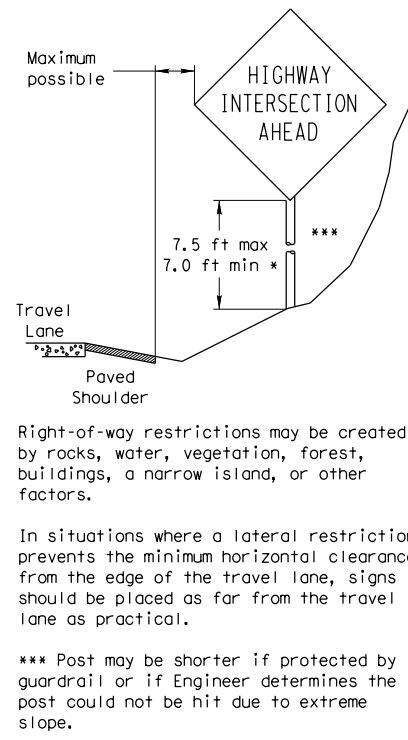 Maximum
possible
HIGHWAY
INTERSECTION
AHEAD
7.5 ft max
7.0 ft min *
***
Travel
Lane
Paved
Shoulder
Right-of-way restrictions may be created
by rocks, water, vegetation, forest,
buildings, a narrow island, or other
factors.
In situations where a lateral restriction
prevents the minimum horizontal clearance
from the edge of the travel lane, signs
should be placed as far from the travel
lane as practical.
*** Post may be shorter if protected by
guardrail or if Engineer determines the
post could not be hit due to extreme
slope.